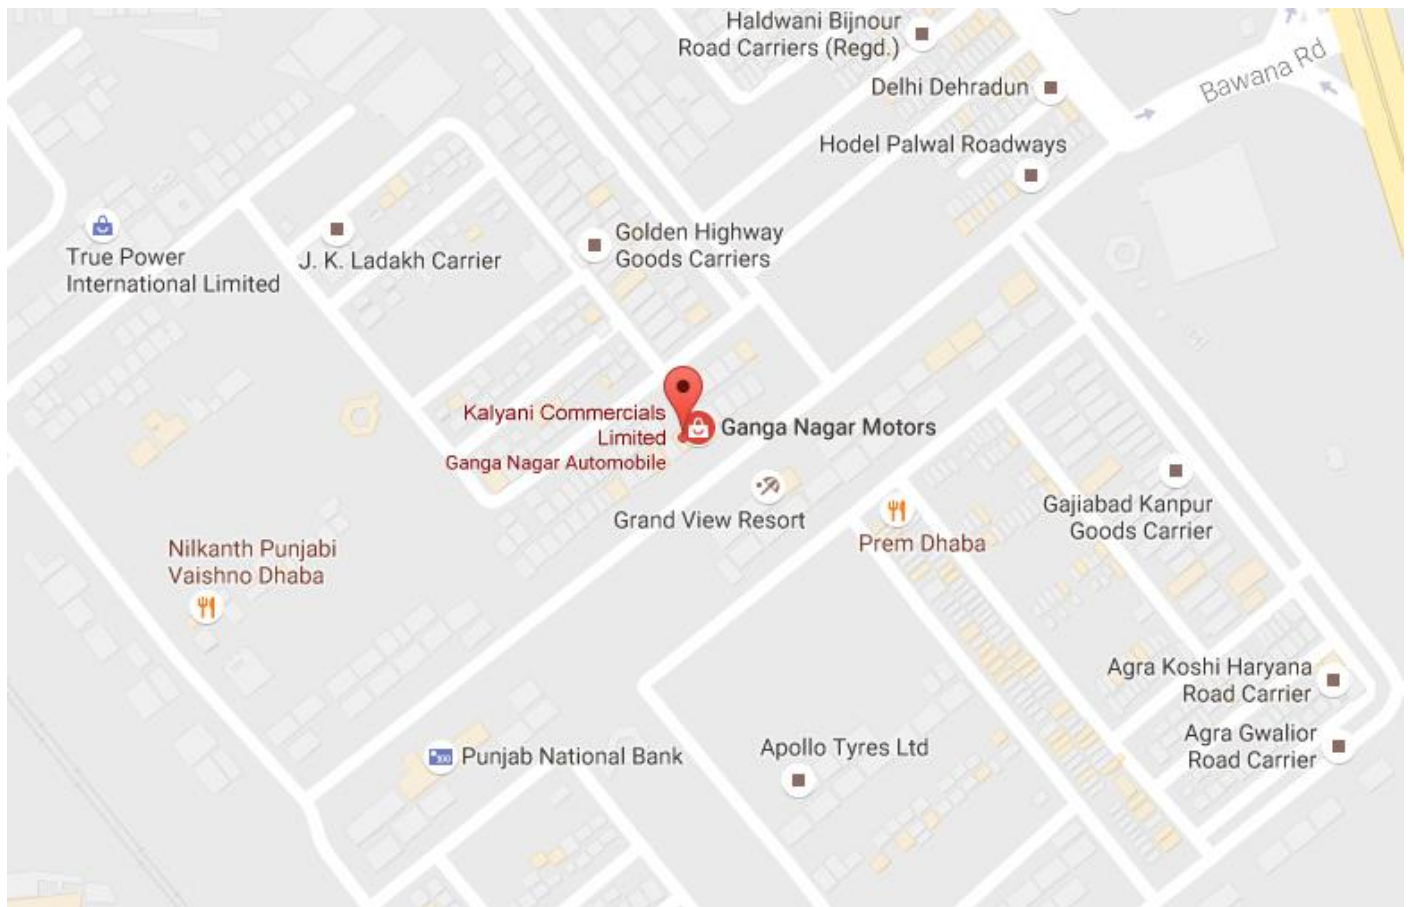 Haldwani Bijnour
Road Carriers (Regd.)
Bawana Rd
Delhi Dehradun
Hodel Palwal Roadways
True Power
International Limited
J. K. Ladakh Carrier
Golden Highway
Goods Carriers
Kalyani Commercials
Limited
Ganga Nagar Automobile
Ganga Nagar Motors
Grand View Resort
Prem Dhaba
Gajiabad Kanpur
Goods Carrier
Nilkanth Punjabi
Vaishno Dhaba
Agra Koshi Haryana
Road Carrier
Agra Gwalior
Road Carrier
Punjab National Bank
Apollo Tyres Ltd